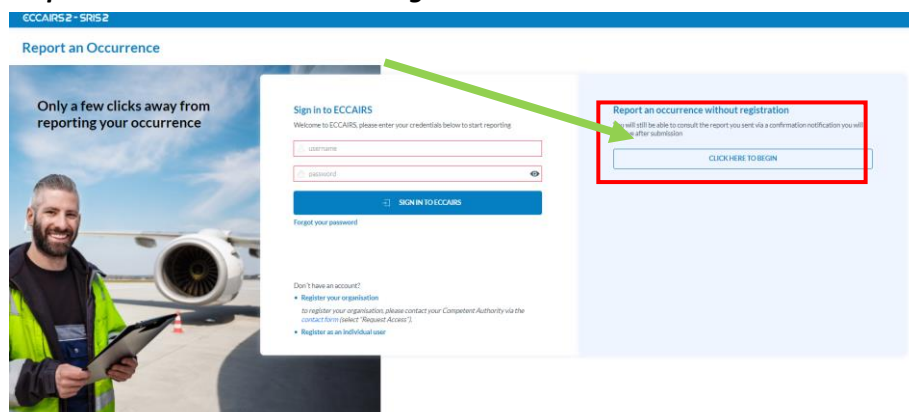 ECCAIRS 2 - SRIS 2
Report an Occurrence
Only a few clicks away from
reporting your occurrence
Sign in to ECCAIRS
Welcome to ECCAIRS, please enter your credentials below to start reporting
username
password
SIGN IN TO ECCAIRS
Forgot your password
Don't have an account?
• Register your organisation
to register your organisation, please contact your Competent Authority via the
contact form (select "Request Access").
• Register as an individual user
Report an occurrence without registration
will still be able to consult the report you sent via a confirmation notification you will
after submission
CLICK HERE TO BEGIN